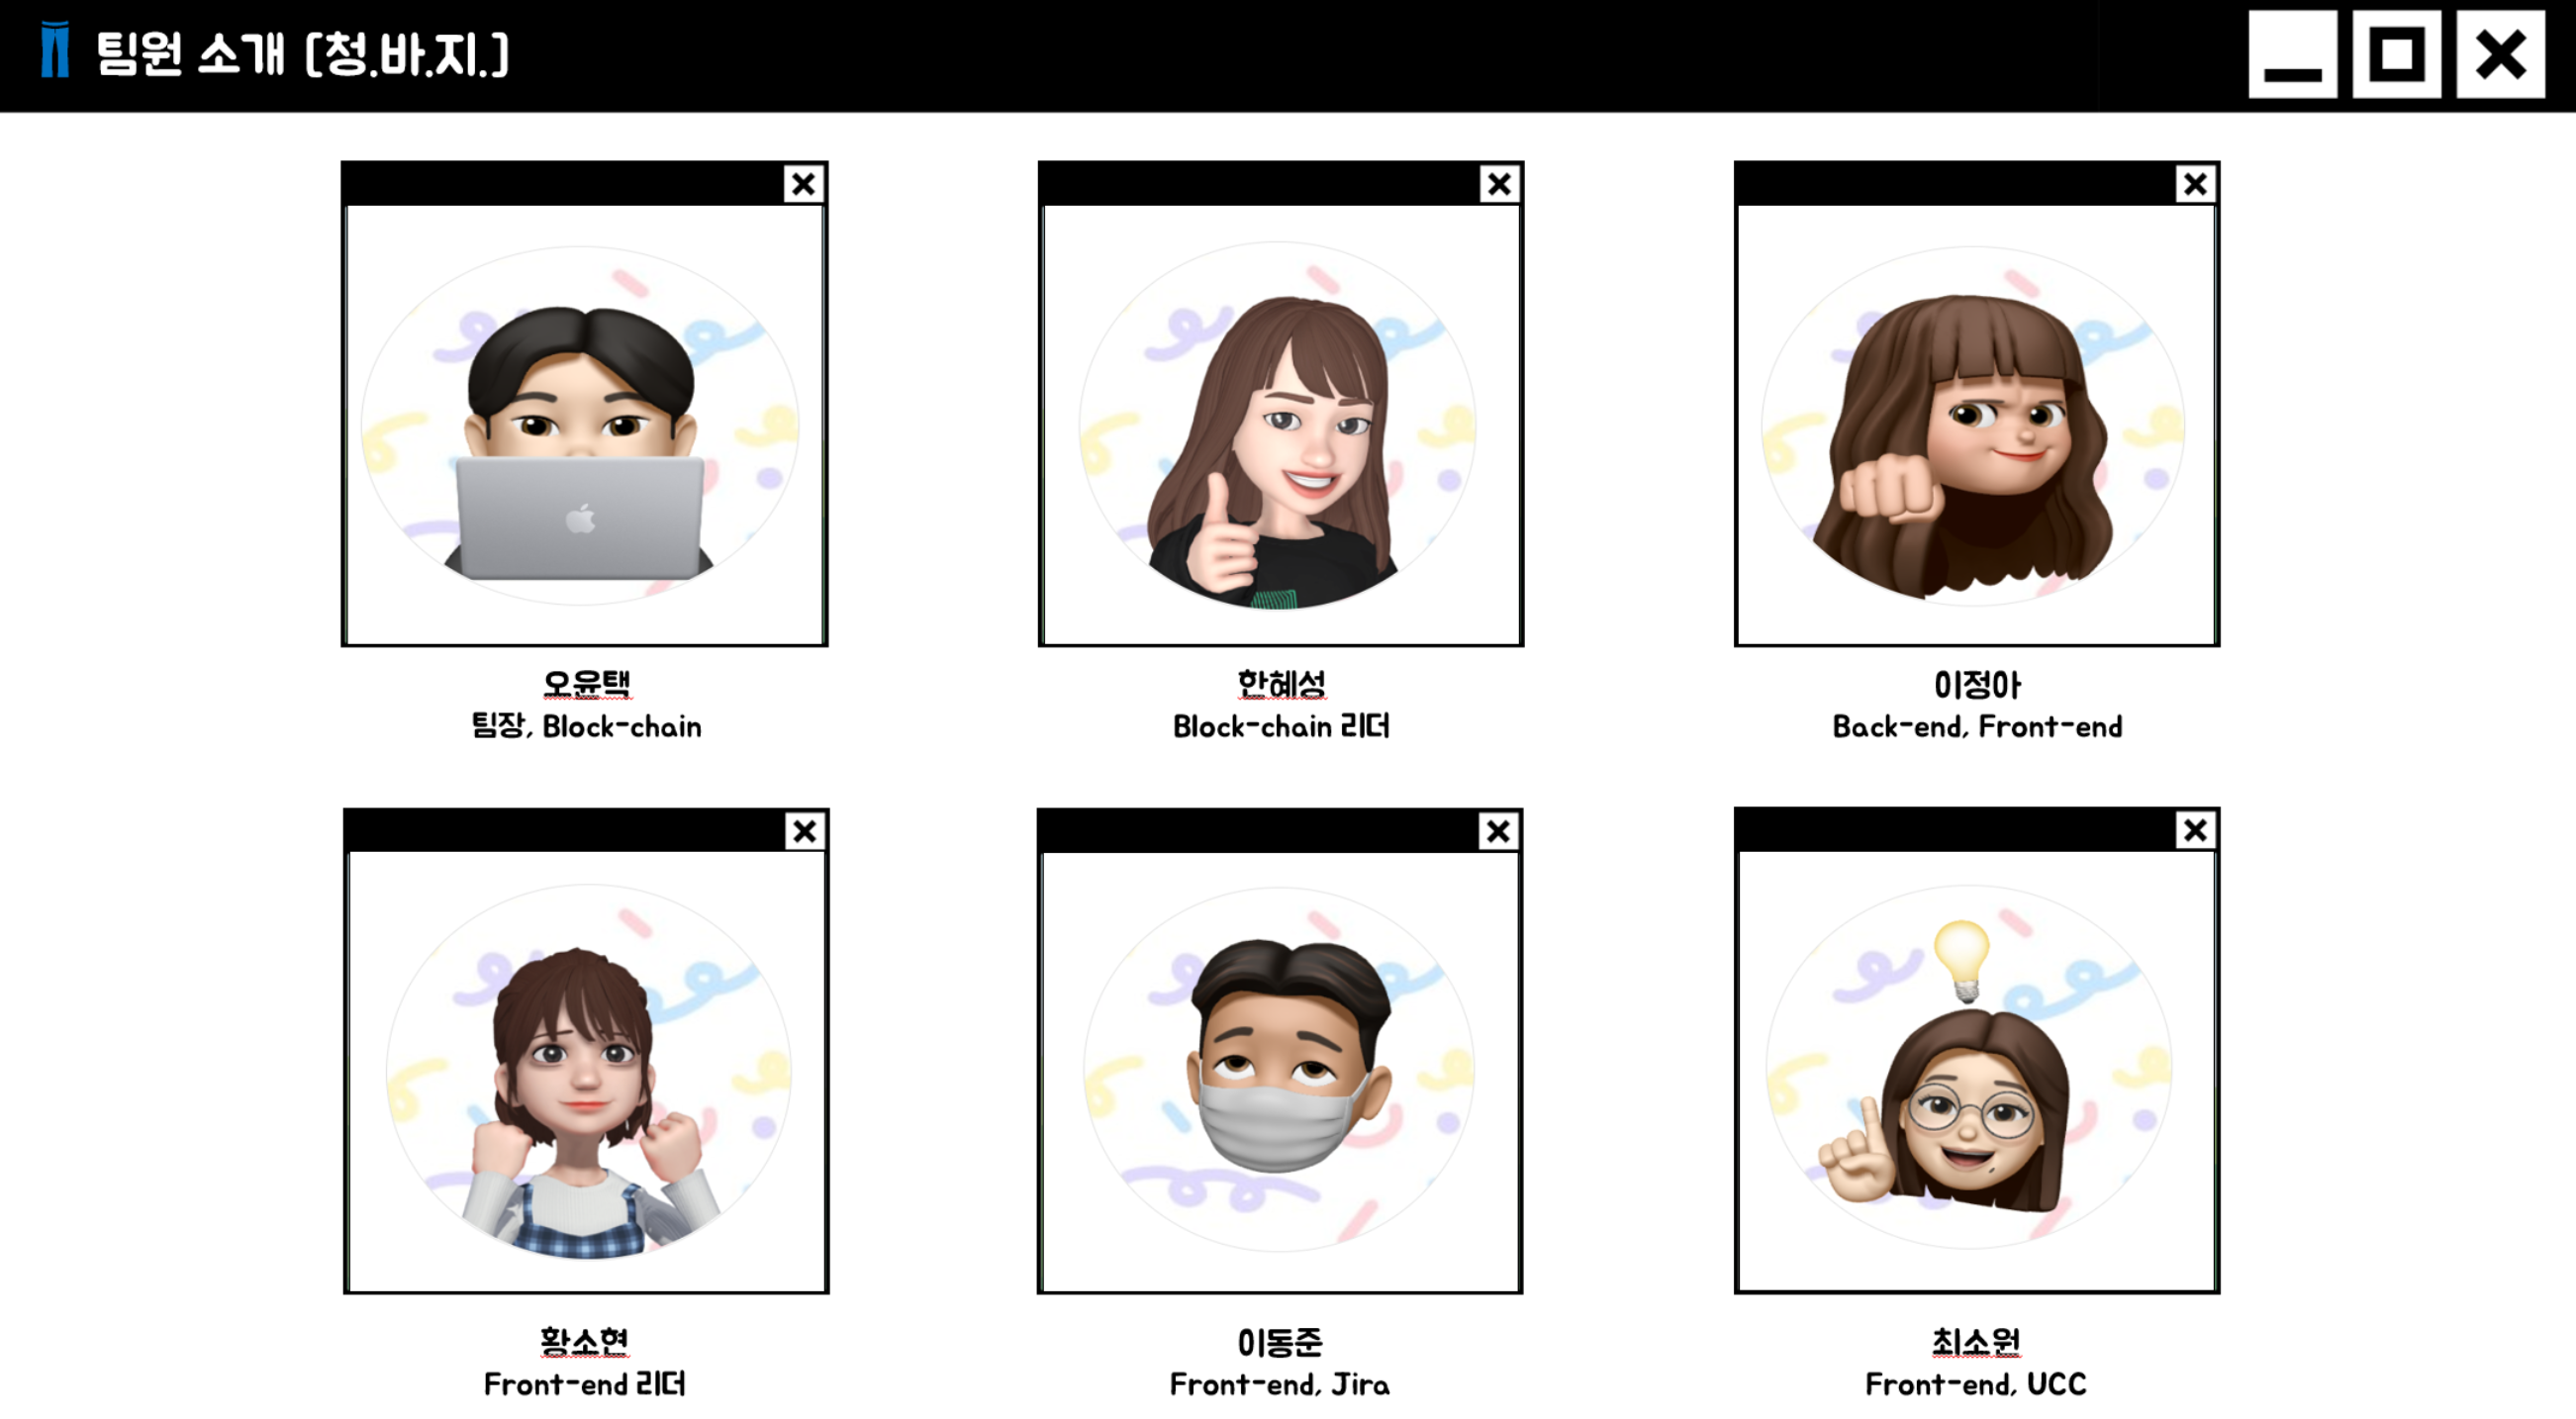 팀원 소개 [청.바.지.]
오윤택
팀장, Block-chain
한혜성
Block-chain 리더
이정아
Back-end, Front-end
황소현
Front-end 리더
이동준
Front-end, Jira
최소원
Front-end, UCC